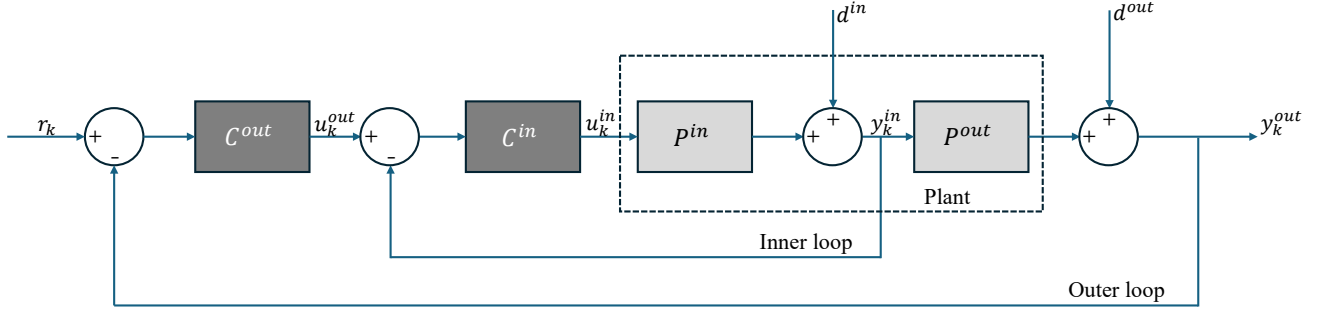 d^{in}
d^{out}
r_k
+
-
C^{out}
u_k^{out}
+
-
C^{in}
u_k^{in}
P^{in}
+
+
y_k^{in}
P^{out}
+
+
y_k^{out}
Plant
Inner loop
Outer loop